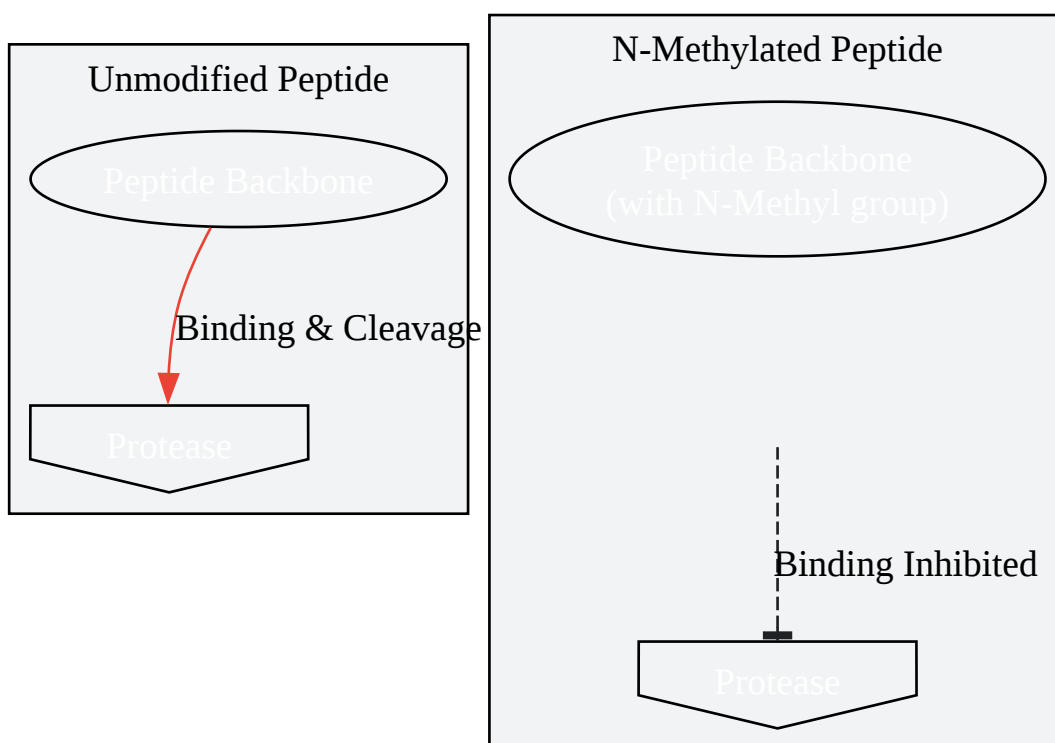 Unmodified Peptide
Peptide Backbone
Binding & Cleavage
Protease
N-Methylated Peptide
Peptide Backbone
(with N-Methyl group)
Binding Inhibited
Protease